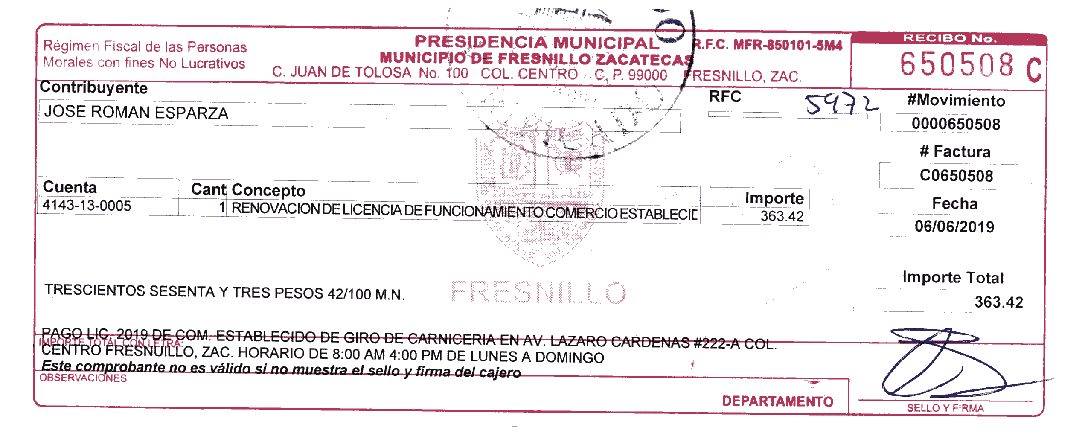 Régimen Fiscal de las Personas
Morales con fines No Lucrativos
PRESIDENCIA MUNICIPAL
MUNICIPIO DE FRESNILLO ZACATECAS
C. JUAN DE TOLOSA No. 100 COL. CENTRO C. P. 99000 FRESNILLO, ZAC.
R.F.C. MFR-850101-5M4
RECIBO No.
650508 C
Contribuyente
JOSE ROMAN ESPARZA
RFC
5972
#Movimiento
0000650508
# Factura
C0650508
Fecha
06/06/2019
Cuenta Cant Concepto Importe
4143-13-0005 1 RENOVACION DE LICENCIA DE FUNCIONAMIENTO COMERCIO ESTABLECIE 363.42
FRESNILLO
Importe Total
363.42
TRESCIENTOS SESENTA Y TRES PESOS 42/100 M.N.
PAGO LIC. 2019 DE COM. ESTABLECIDO DE GIRO DE CARNICERIA EN AV. LAZARO CARDENAS #222-A COL.
IMPORTE TOTAL CON LETRA:
CENTRO FRESNUILLO, ZAC. HORARIO DE 8:00 AM 4:00 PM DE LUNES A DOMINGO
Este comprobante no es válido si no muestra el sello y firma del cajero
OBSERVACIONES
DEPARTAMENTO
SELLO Y FIRMA